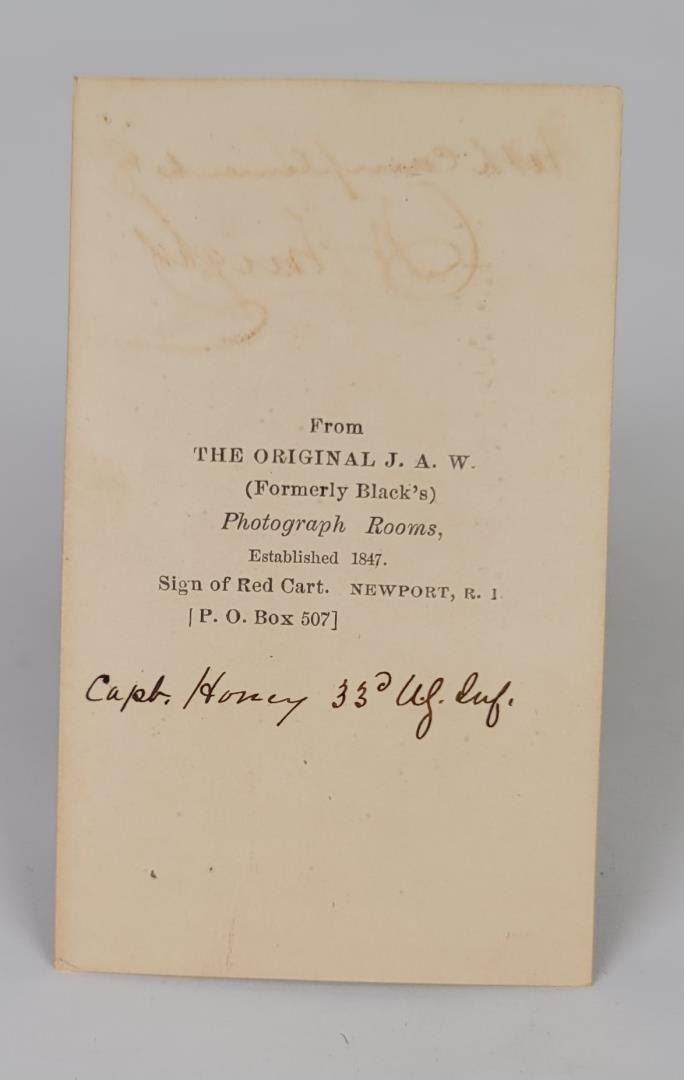 From
THE ORIGINAL J. A. W.
(Formerly Black's)
Photograph Rooms,
Established 1847.
Sign of Red Cart. NEWPORT, R. I
[P. O. Box 507]
Capt. Honey 33d U.S. Inf.